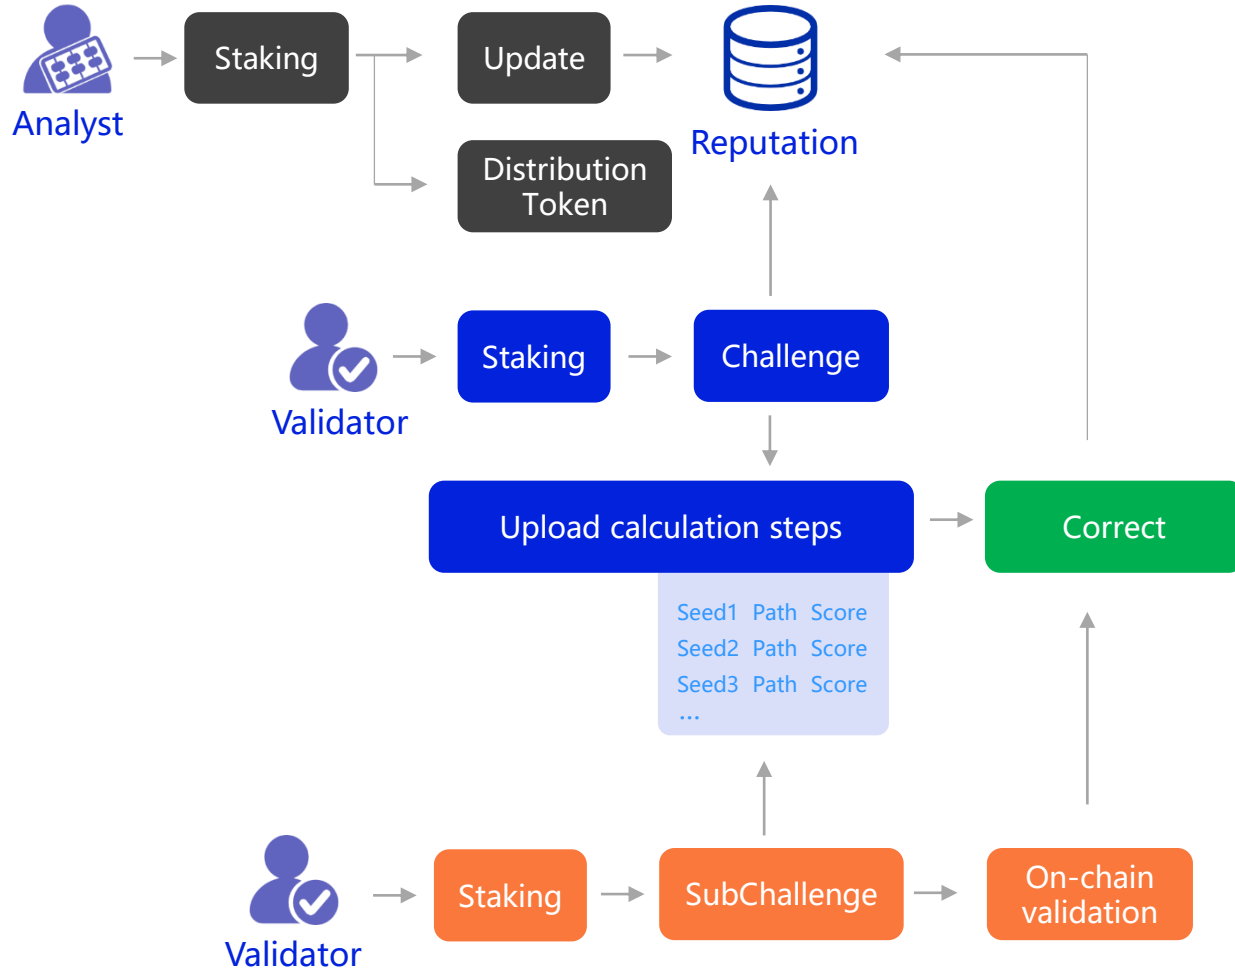 Staking
Update
Analyst
Reputation
Distribution
Token
Staking
Challenge
Validator
Upload calculation steps
Correct
Seed1 Path Score
Seed2 Path Score
Seed3 Path Score
...
Staking
SubChallenge
On-chain
validation
Validator